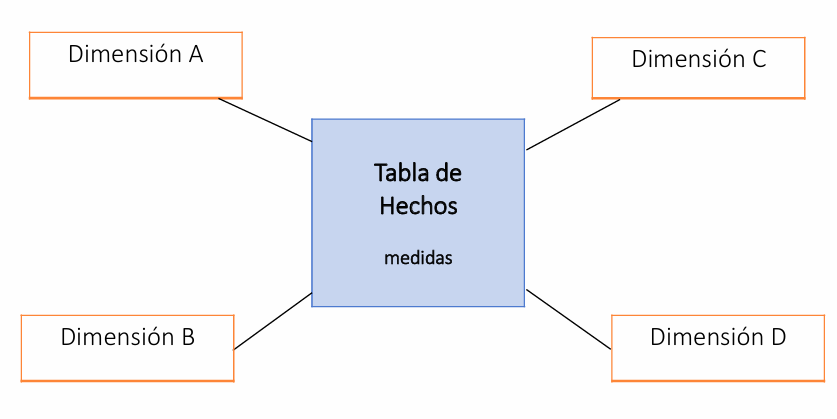 Dimensión A
Dimensión C
Tabla de
Hechos
medidas
Dimensión B
Dimensión D